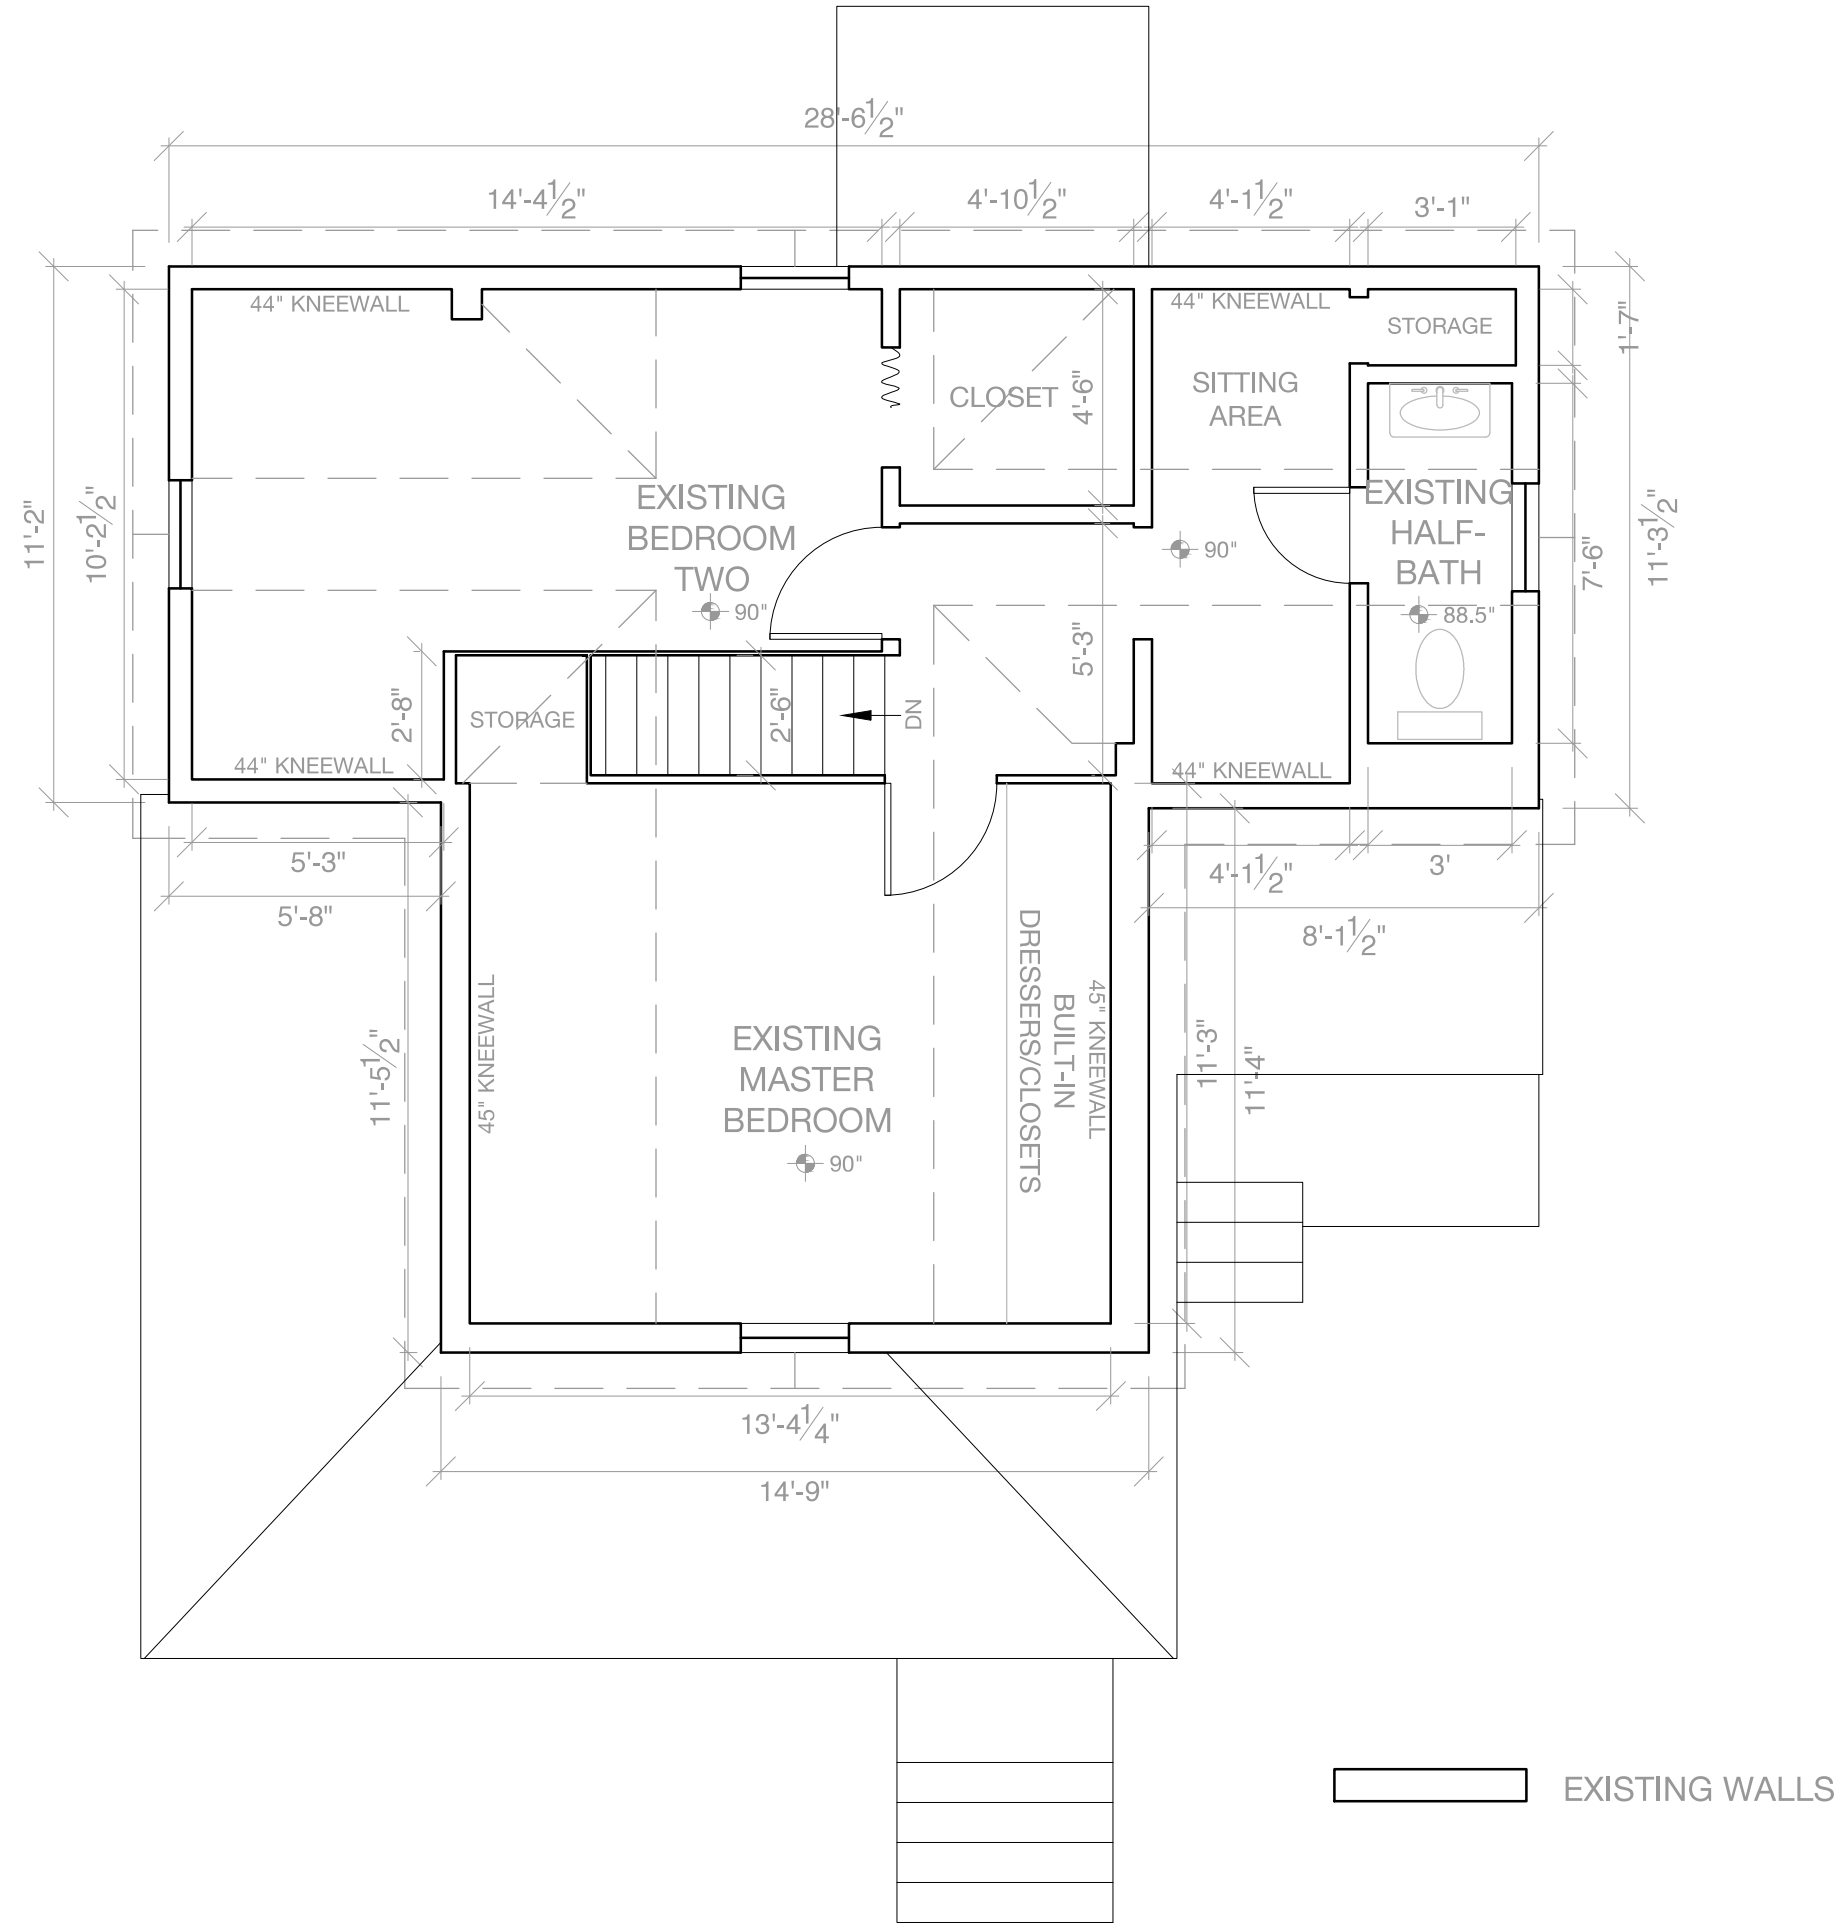 28'-6 1/2"
14'-4 1/2"
4'-10 1/2"
4'-1 1/2"
3'-1"
44" KNEEWALL
44" KNEEWALL
STORAGE
1'-7"
CLOSET
4'-6"
SITTING
AREA
11'-2"
10'-2 1/2"
EXISTING
BEDROOM
TWO
90"
90"
EXISTING
HALF-
BATH
88.5"
7'-6"
11'-3 1/2"
5'-3"
2'-8"
STORAGE
2'-6"
DN
44" KNEEWALL
44" KNEEWALL
5'-3"
5'-8"
4'-1 1/2"
3'
8'-1 1/2"
11'-5 1/2"
45" KNEEWALL
EXISTING
MASTER
BEDROOM
90"
45" KNEEWALL
BUILT-IN
DRESSERS/CLOSETS
11'-3"
11'-4"
13'-4 1/4"
14'-9"
EXISTING WALLS